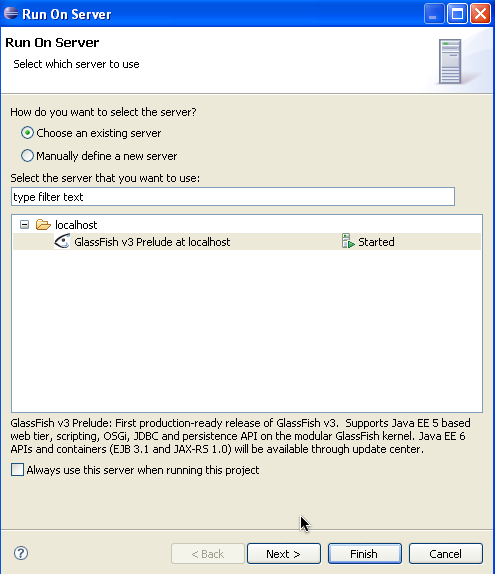 Run On Server
Run On Server
Select which server to use
How do you want to select the server?
Choose an existing server
Manually define a new server
Select the server that you want to use:
type filter text
localhost
GlassFish v3 Prelude at localhost Started
GlassFish v3 Prelude: First production-ready release of GlassFish v3. Supports Java EE 5 based
web tier, scripting, OSGi, JDBC and persistence API on the modular GlassFish kernel. Java EE 6
APIs and containers (EJB 3.1 and JAX-RS 1.0) will be available through update center.
Always use this server when running this project
? < Back Next > Finish Cancel